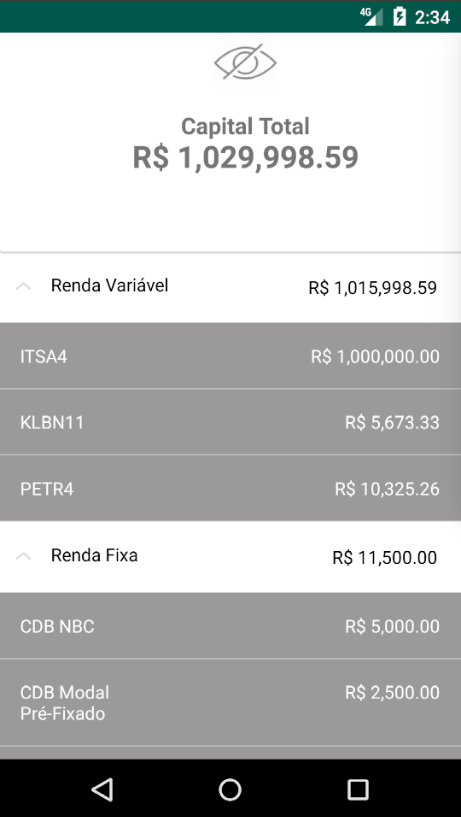 4G 2:34
Capital Total
R$ 1,029,998.59
Renda Variável R$ 1,015,998.59
ITSA4 R$ 1,000,000.00
KLBN11 R$ 5,673.33
PETR4 R$ 10,325.26
Renda Fixa R$ 11,500.00
CDB NBC R$ 5,000.00
CDB Modal R$ 2,500.00
Pré-Fixado